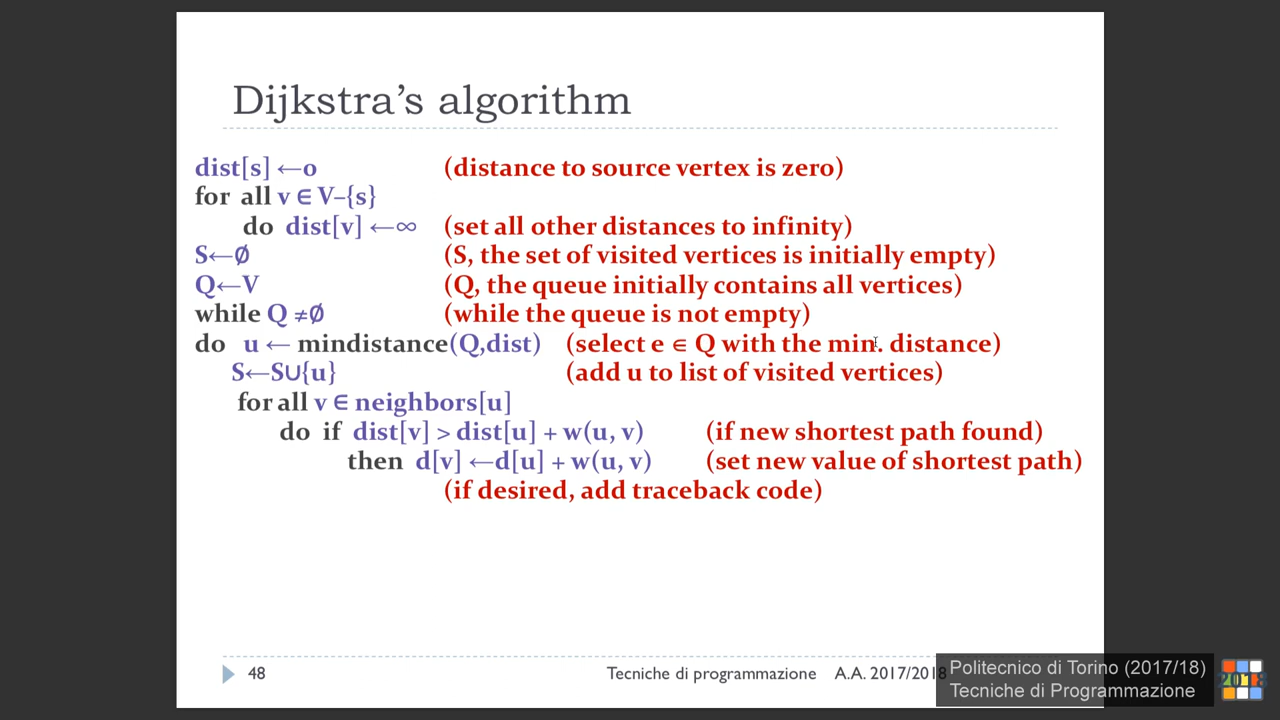 Dijkstra's algorithm
dist[s] ←o (distance to source vertex is zero)
for all v ∈ V–{s}
do dist[v] ←∞ (set all other distances to infinity)
S←∅ (S, the set of visited vertices is initially empty)
Q←V (Q, the queue initially contains all vertices)
while Q ≠∅ (while the queue is not empty)
do u ← mindistance(Q,dist) (select e ∈ Q with the min. distance)
S←S∪{u} (add u to list of visited vertices)
for all v ∈ neighbors[u]
do if dist[v] > dist[u] + w(u, v) (if new shortest path found)
then d[v] ←d[u] + w(u, v) (set new value of shortest path)
(if desired, add traceback code)
48 Tecniche di programmazione A.A. 2017/2018
Politecnico di Torino (2017/18)
Tecniche di Programmazione
2018